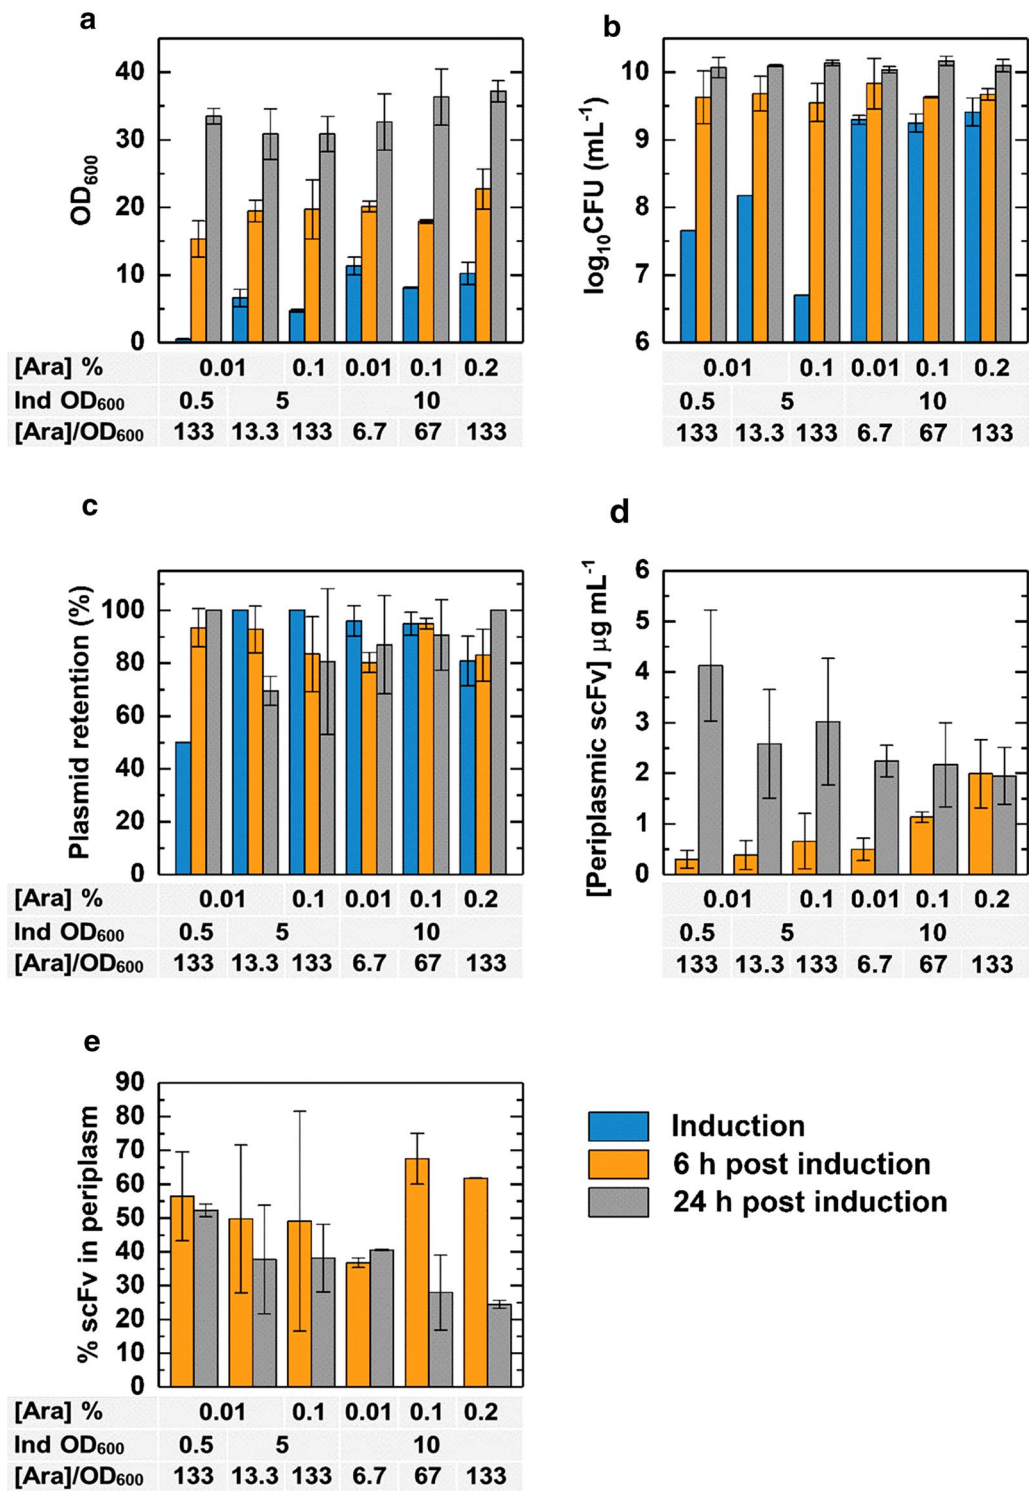 a
OD600
40
30
20
10
0
[Ara] % 0.01 0.1 0.01 0.1 0.2
Ind OD600 0.5 5 10
[Ara]/OD600 133 13.3 133 6.7 67 133
b
log10CFU (mL-1)
10
9
8
7
6
0.01 0.1 0.01 0.1 0.2
0.5 5 10
133 13.3 133 6.7 67 133
c
Plasmid retention (%)
100
80
60
40
20
0
[Ara] % 0.01 0.1 0.01 0.1 0.2
Ind OD600 0.5 5 10
[Ara]/OD600 133 13.3 133 6.7 67 133
d
[Periplasmic scFv] µg mL-1
6
5
4
3
2
1
0
0.01 0.1 0.01 0.1 0.2
0.5 5 10
133 13.3 133 6.7 67 133
e
% scFv in periplasm
90
80
70
60
50
40
30
20
10
0
[Ara] % 0.01 0.1 0.01 0.1 0.2
Ind OD600 0.5 5 10
[Ara]/OD600 133 13.3 133 6.7 67 133
Induction
6 h post induction
24 h post induction